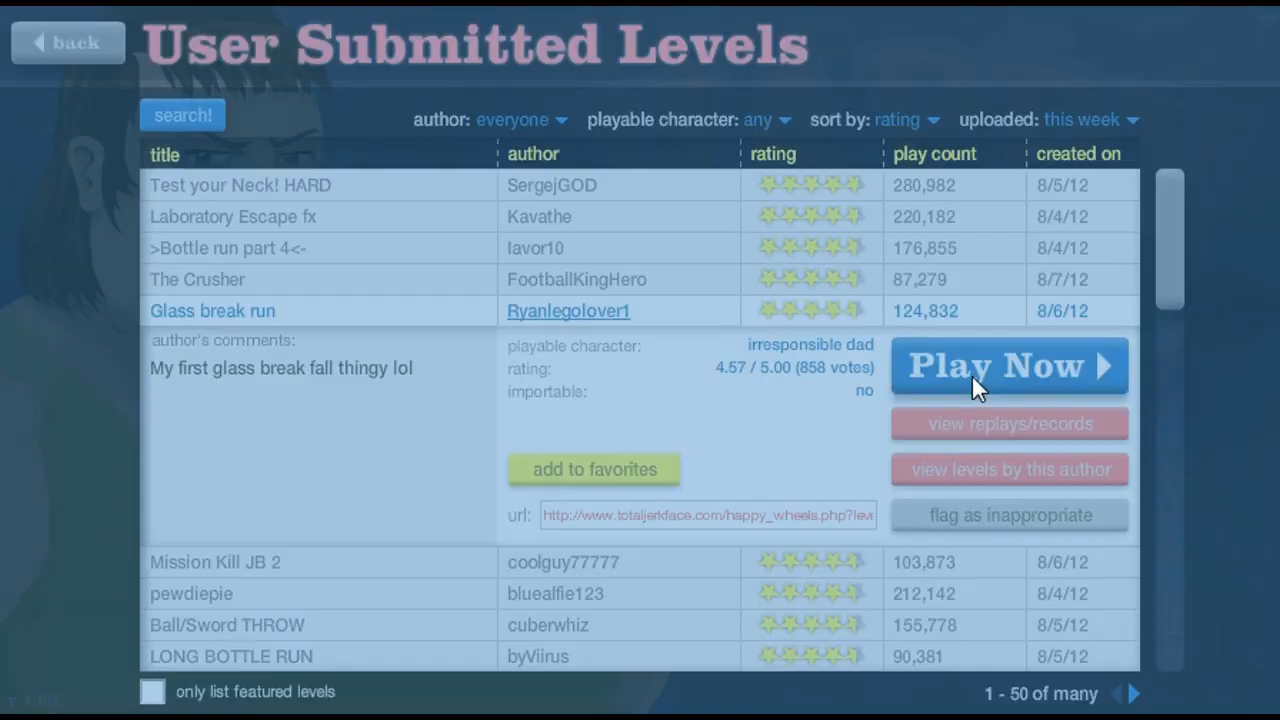 back
User Submitted Levels
search!
author: everyone playable character: any sort by: rating uploaded: this week
title author rating play count created on
Test your Neck! HARD SergejGOD 280,982 8/5/12
Laboratory Escape fx Kavathe 220,182 8/4/12
>Bottle run part 4<- lavor10 176,855 8/4/12
The Crusher FootballKingHero 87,279 8/7/12
Glass break run Ryanlegolover1 124,832 8/6/12
author's comments:
My first glass break fall thingy lol
playable character: irresponsible dad
rating: 4.57 / 5.00 (858 votes)
importable: no
Play Now
view replays/records
add to favorites
view levels by this author
url: http://www.totaljerkface.com/happy_wheels.php?leve
flag as inappropriate
Mission Kill JB 2 coolguy77777 103,873 8/6/12
pewdiepie bluealfie123 212,142 8/4/12
Ball/Sword THROW cuberwhiz 155,778 8/5/12
LONG BOTTLE RUN byViirus 90,381 8/5/12
only list featured levels
1 - 50 of many